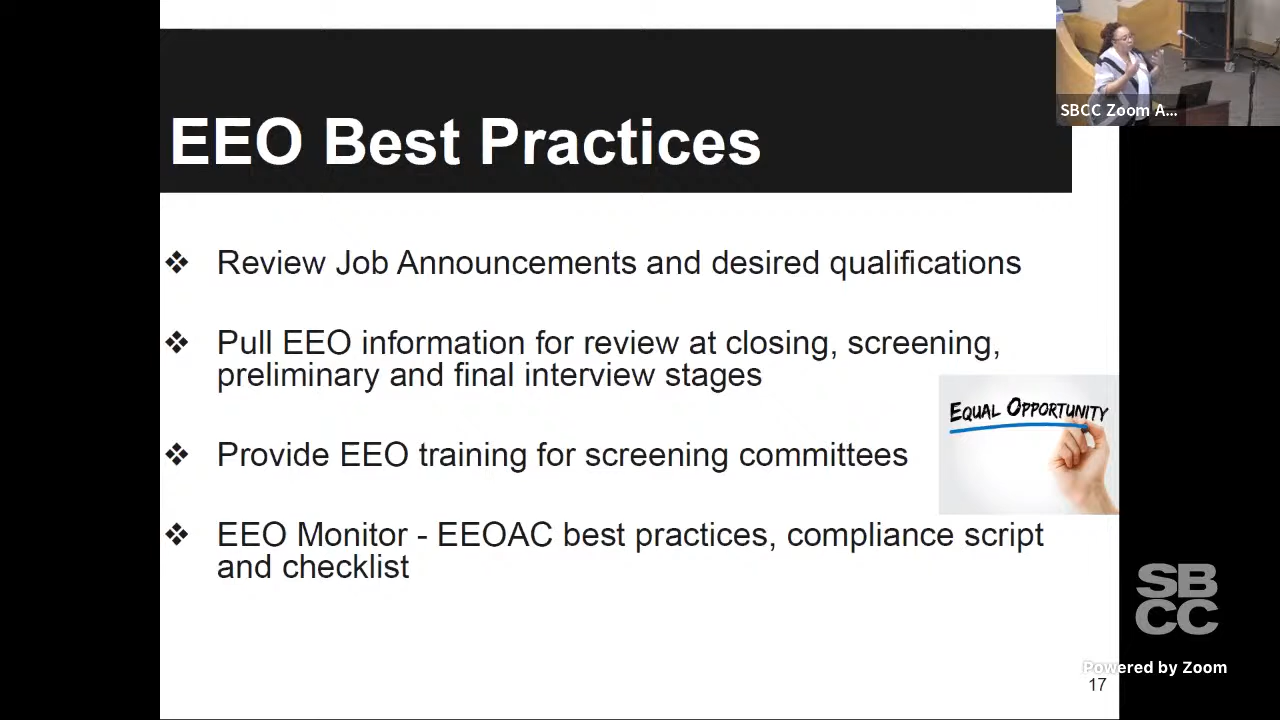 SBCC Zoom A...
EEO Best Practices
❖ Review Job Announcements and desired qualifications
❖ Pull EEO information for review at closing, screening,
preliminary and final interview stages
EQUAL OPPORTUNITY
❖ Provide EEO training for screening committees
❖ EEO Monitor - EEOAC best practices, compliance script
and checklist
SB
CC
Powered by Zoom
17